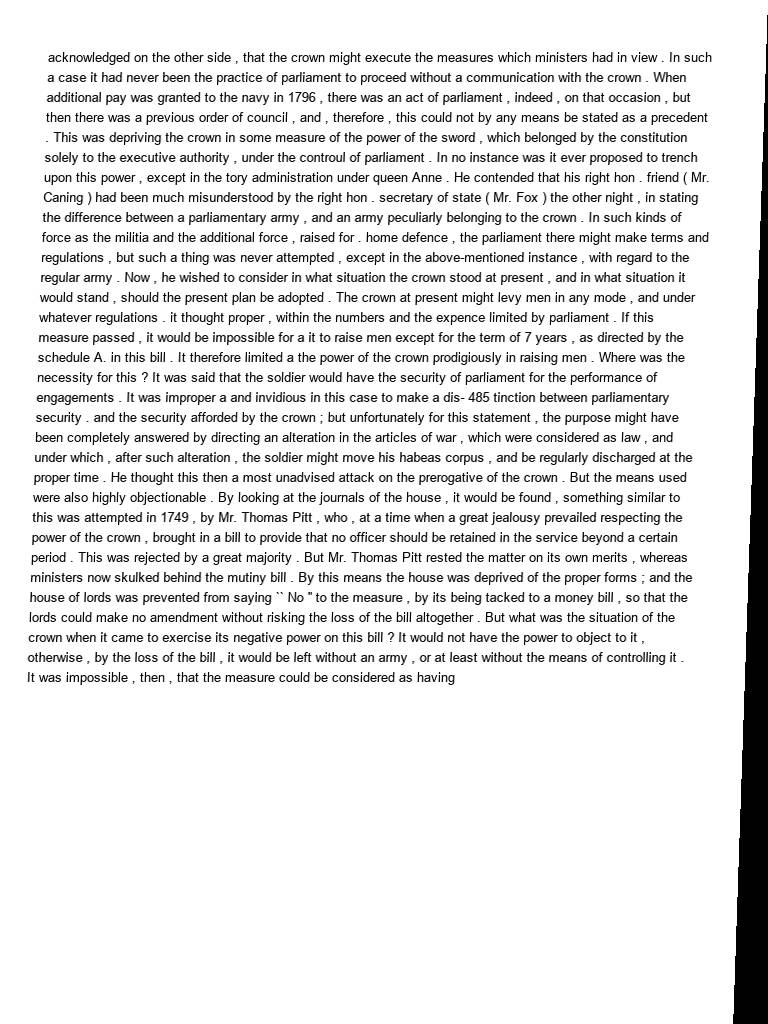 acknowledged on the other side , that the crown might execute the measures which ministers had in view . In such
a case it had never been the practice of parliament to proceed without a communication with the crown . When
additional pay was granted to the navy in 1796 , there was an act of parliament , indeed , on that occasion , but
then there was a previous order of council , and , therefore , this could not by any means be stated as a precedent
. This was depriving the crown in some measure of the power of the sword , which belonged by the constitution
solely to the executive authority , under the controul of parliament . In no instance was it ever proposed to trench
upon this power , except in the tory administration under queen Anne . He contended that his right hon . friend ( Mr.
Caning ) had been much misunderstood by the right hon . secretary of state ( Mr. Fox ) the other night , in stating
the difference between a parliamentary army , and an army peculiarly belonging to the crown . In such kinds of
force as the militia and the additional force , raised for . home defence , the parliament there might make terms and
regulations , but such a thing was never attempted , except in the above-mentioned instance , with regard to the
regular army . Now , he wished to consider in what situation the crown stood at present , and in what situation it
would stand , should the present plan be adopted . The crown at present might levy men in any mode , and under
whatever regulations . it thought proper , within the numbers and the expence limited by parliament . If this
measure passed , it would be impossible for a it to raise men except for the term of 7 years , as directed by the
schedule A. in this bill . It therefore limited a the power of the crown prodigiously in raising men . Where was the
necessity for this ? It was said that the soldier would have the security of parliament for the performance of
engagements . It was improper a and invidious in this case to make a dis- 485 tinction between parliamentary
security . and the security afforded by the crown ; but unfortunately for this statement , the purpose might have
been completely answered by directing an alteration in the articles of war , which were considered as law , and
under which , after such alteration , the soldier might move his habeas corpus , and be regularly discharged at the
proper time . He thought this then a most unadvised attack on the prerogative of the crown . But the means used
were also highly objectionable . By looking at the journals of the house , it would be found , something similar to
this was attempted in 1749 , by Mr. Thomas Pitt , who , at a time when a great jealousy prevailed respecting the
power of the crown , brought in a bill to provide that no officer should be retained in the service beyond a certain
period . This was rejected by a great majority . But Mr. Thomas Pitt rested the matter on its own merits , whereas
ministers now skulked behind the mutiny bill . By this means the house was deprived of the proper forms ; and the
house of lords was prevented from saying `` No '' to the measure , by its being tacked to a money bill , so that the
lords could make no amendment without risking the loss of the bill altogether . But what was the situation of the
crown when it came to exercise its negative power on this bill ? It would not have the power to object to it ,
otherwise , by the loss of the bill , it would be left without an army , or at least without the means of controlling it .
It was impossible , then , that the measure could be considered as having